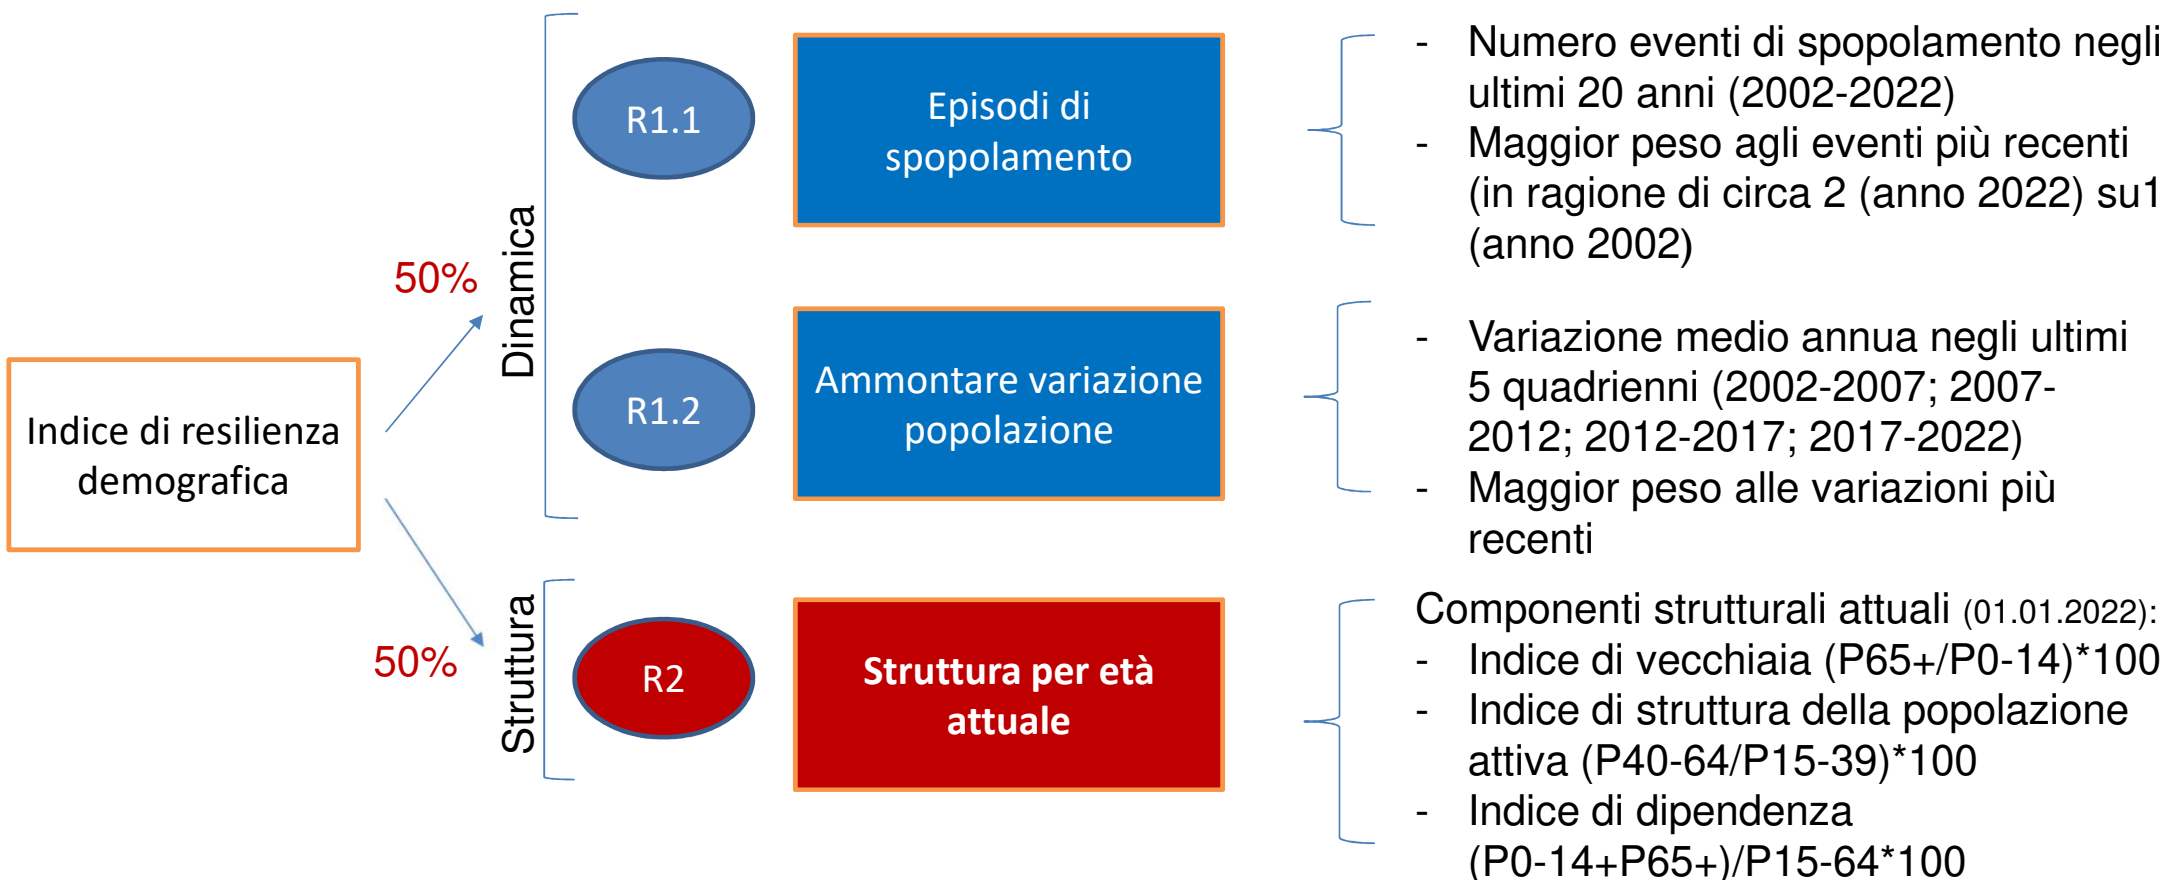 Indice di resilienza
demografica
50%
50%
Dinamica
R1.1
Episodi di
spopolamento
- Numero eventi di spopolamento negli
ultimi 20 anni (2002-2022)
- Maggior peso agli eventi più recenti
(in ragione di circa 2 (anno 2022) su1
(anno 2002)
R1.2
Ammontare variazione
popolazione
- Variazione medio annua negli ultimi
5 quadrienni (2002-2007; 2007-
2012; 2012-2017; 2017-2022)
- Maggior peso alle variazioni più
recenti
Struttura
R2
Struttura per età
attuale
Componenti strutturali attuali (01.01.2022):
- Indice di vecchiaia (P65+/P0-14)*100
- Indice di struttura della popolazione
attiva (P40-64/P15-39)*100
- Indice di dipendenza
(P0-14+P65+)/P15-64*100